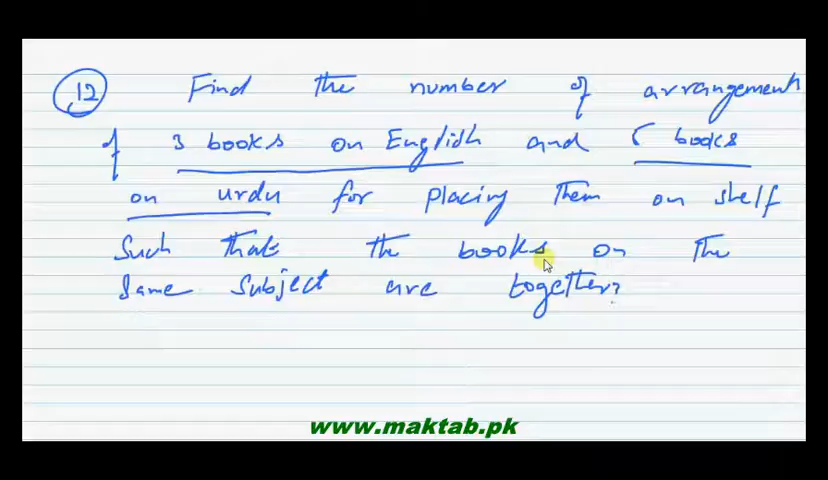 12 Find the number of arrangements
of 3 books on English and 5 books
on urdu for placing them on shelf
Such that the books on the
Same subject are together?
www.maktab.pk